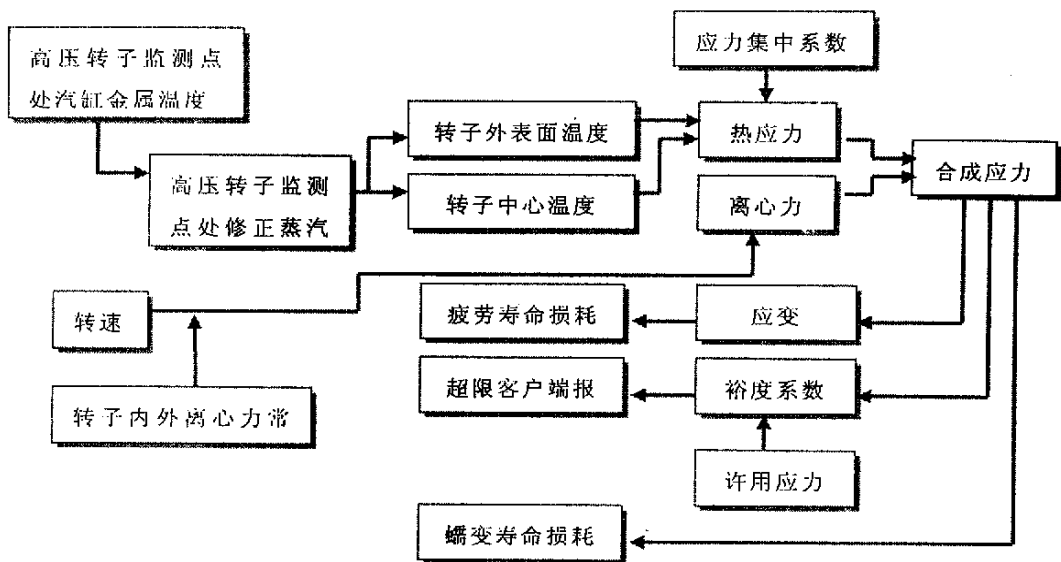 应力集中系数
高压转子监测点
处汽缸金属温度
转子外表面温度
热应力
高压转子监测
点处修正蒸汽
转子中心温度
离心力
合成应力
转速
疲劳寿命损耗
应变
超限客户端报
裕度系数
转子内外离心力常
许用应力
蠕变寿命损耗